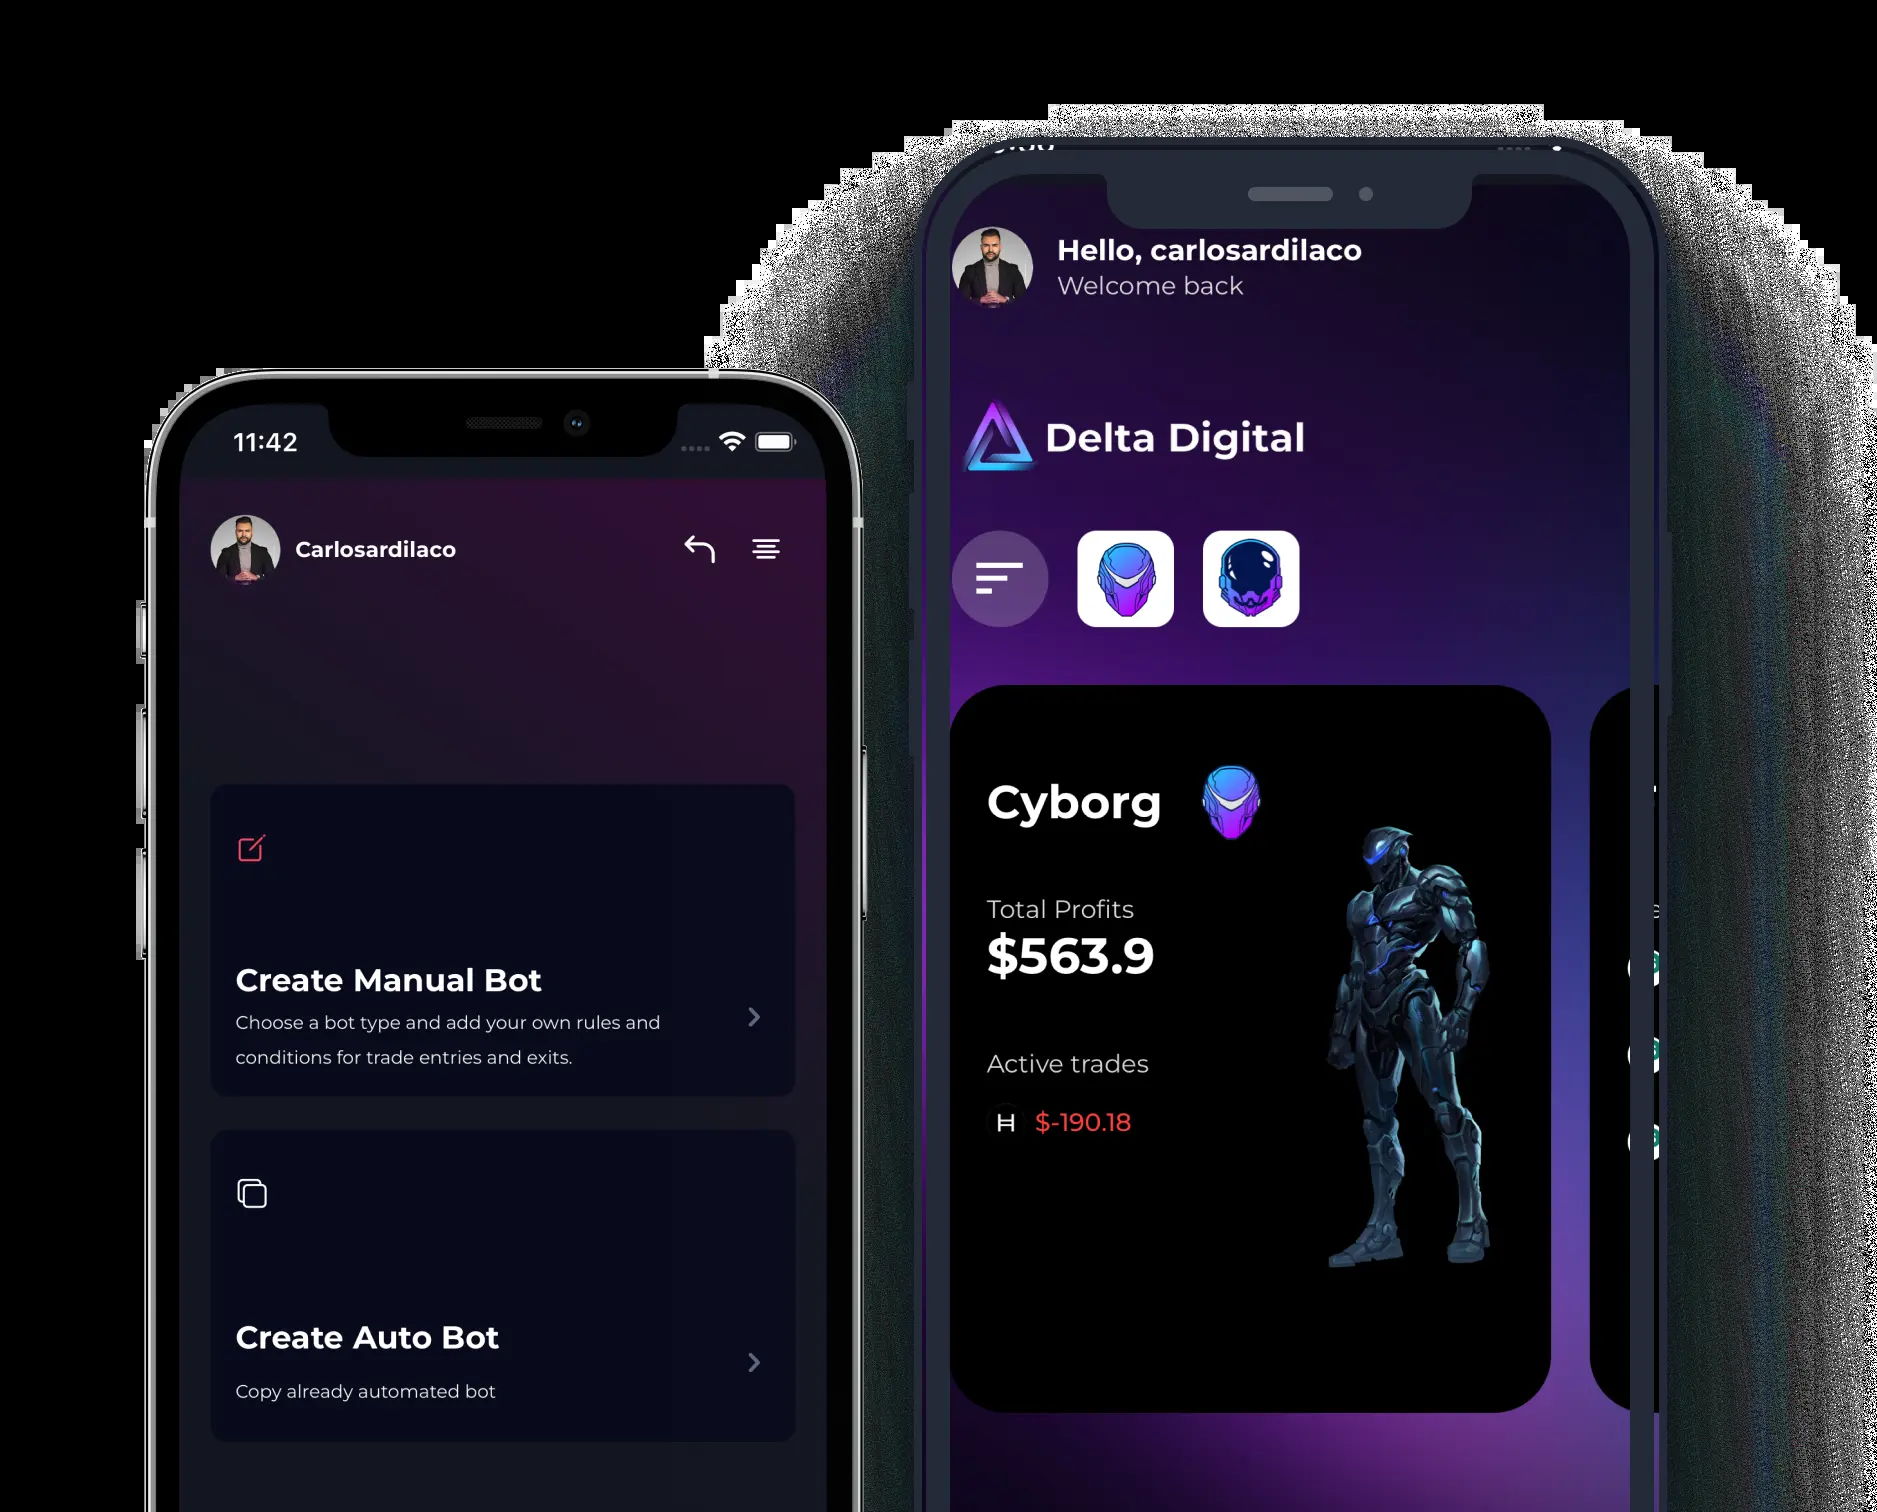 11:42
Carlosardilaco
Create Manual Bot
Choose a bot type and add your own rules and
conditions for trade entries and exits.
Create Auto Bot
Copy already automated bot
Hello, carlosardilaco
Welcome back
Delta Digital
Cyborg
Total Profits
$563.9
Active trades
$-190.18